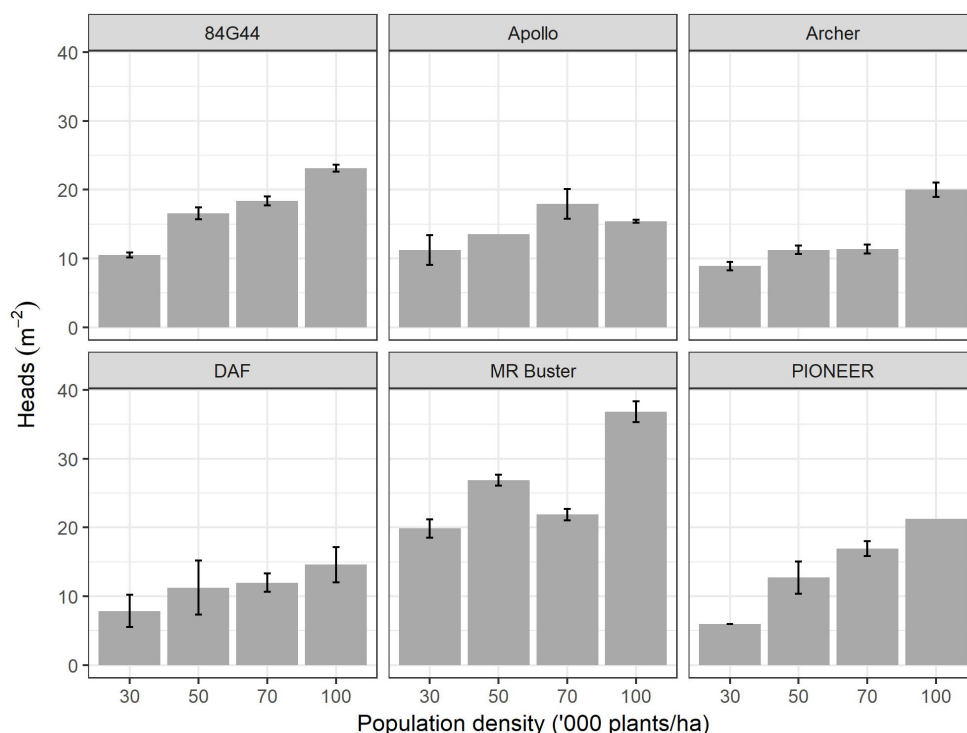 84G44 Apollo Archer
40
30
20
10
0
DAF MR Buster PIONEER
40
30
20
10
0
30 50 70 100 30 50 70 100 30 50 70 100
Population density ('000 plants/ha)
Heads (m⁻²)